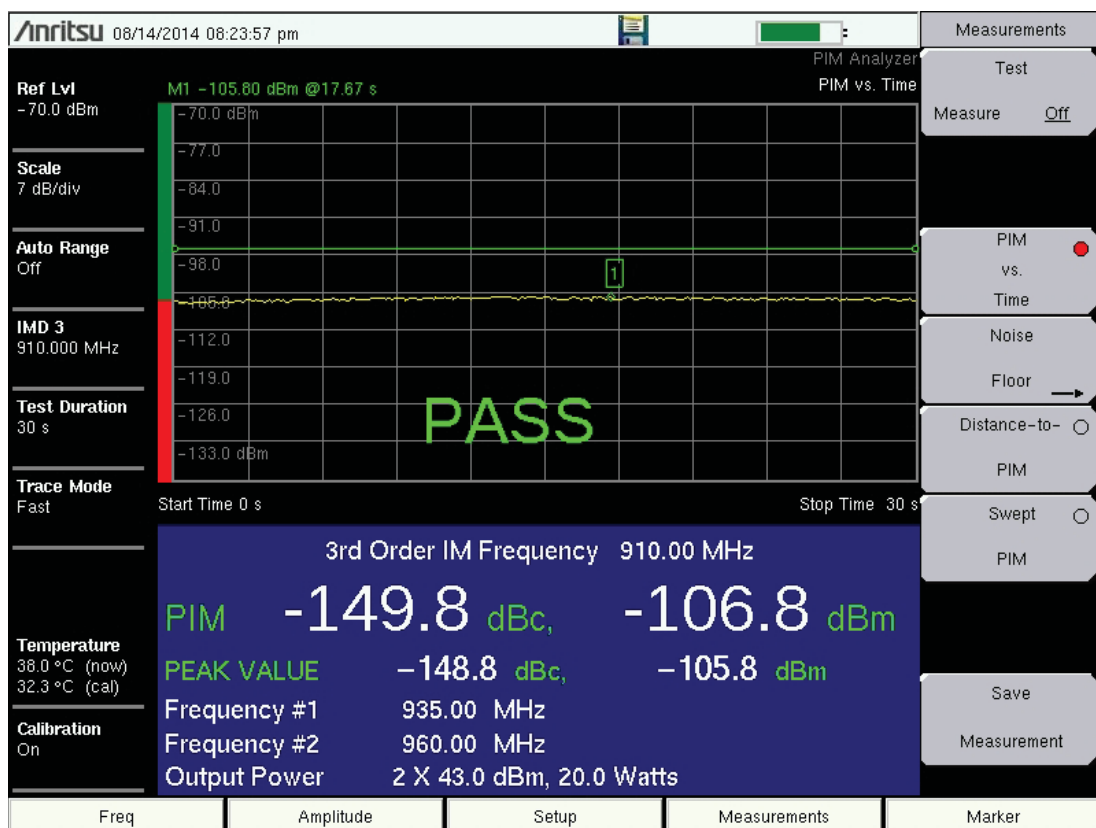 Anritsu 08/14/2014 08:23:57 pm
Measurements
PIM Analyzer
PIM vs. Time
M1 -105.80 dBm @17.67 s
Ref Lvl
-70.0 dBm
Scale
7 dB/div
Auto Range
Off
IMD 3
910.000 MHz
Test Duration
30 s
Trace Mode
Fast
Temperature
38.0 °C (now)
32.3 °C (cal)
Calibration
On
-70.0 dBm
-77.0
-84.0
-91.0
-98.0
1
-105.0
-112.0
-119.0
-126.0
-133.0 dBm
PASS
Start Time 0 s
Stop Time 30 s
3rd Order IM Frequency 910.00 MHz
PIM -149.8 dBc, -106.8 dBm
PEAK VALUE -148.8 dBc, -105.8 dBm
Frequency #1 935.00 MHz
Frequency #2 960.00 MHz
Output Power 2 X 43.0 dBm, 20.0 Watts
Test
Measure Off
PIM
vs.
Time
Noise
Floor
Distance-to-
PIM
Swept
PIM
Save
Measurement
Freq
Amplitude
Setup
Measurements
Marker